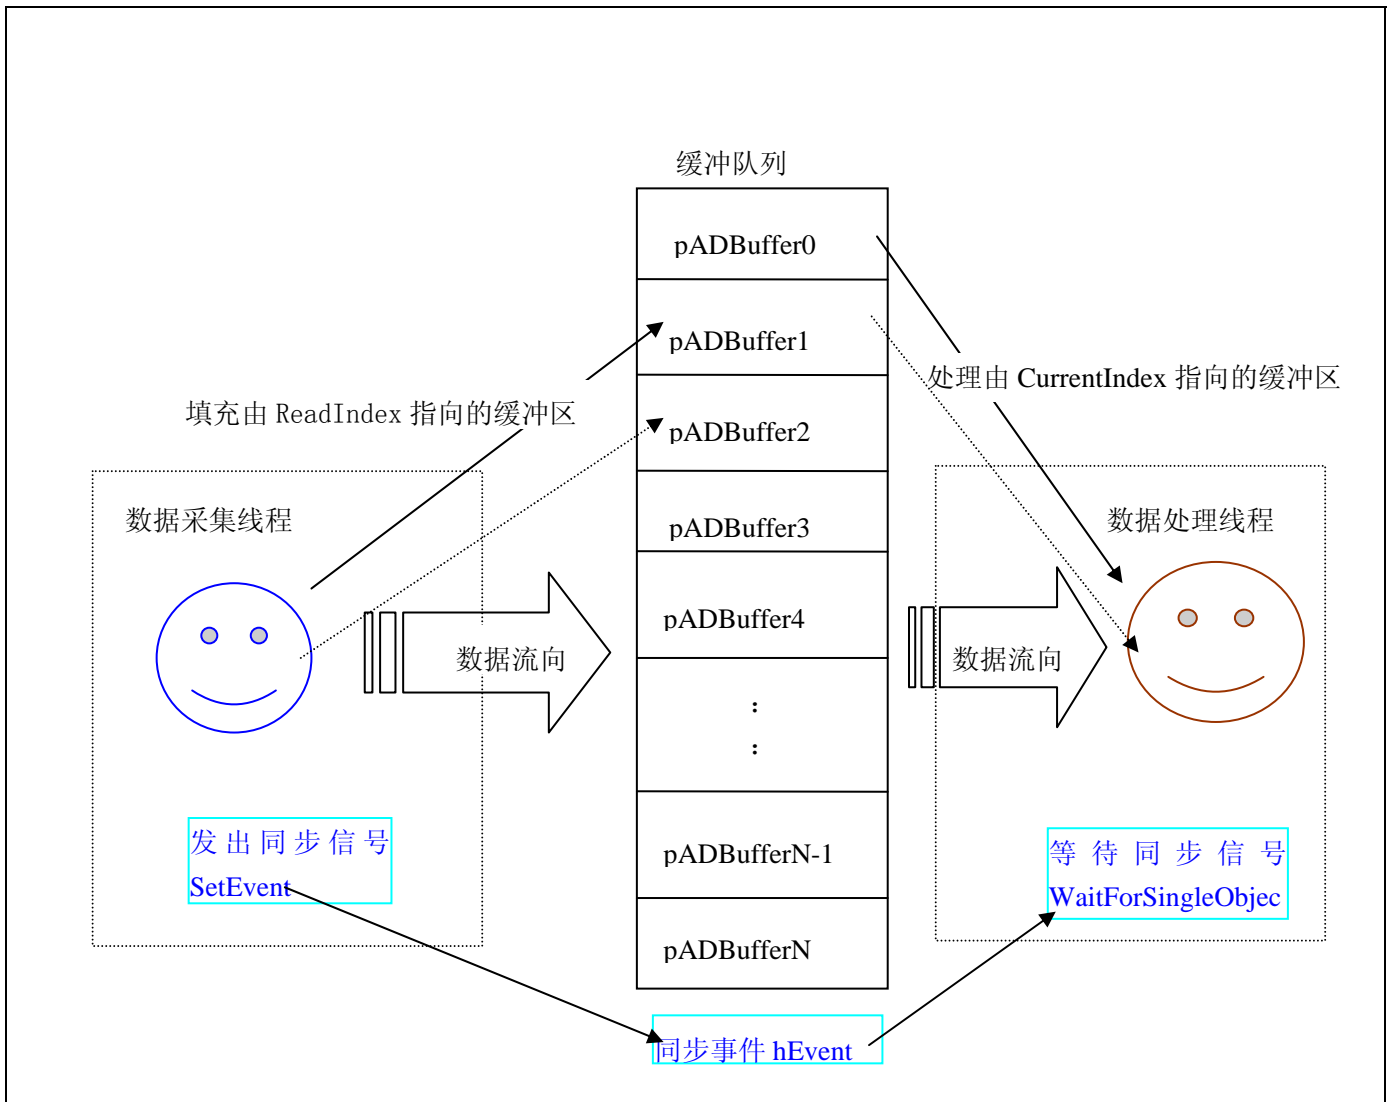 缓冲队列
pADBuffer0
pADBuffer1
处理由 CurrentIndex 指向的缓冲区
填充由 ReadIndex 指向的缓冲区
pADBuffer2
数据采集线程
pADBuffer3
数据处理线程
pADBuffer4
数据流向
数据流向
:
:
发出同步信号
SetEvent
pADBufferN-1
等待同步信号
WaitForSingleObjec
pADBufferN
同步事件 hEvent